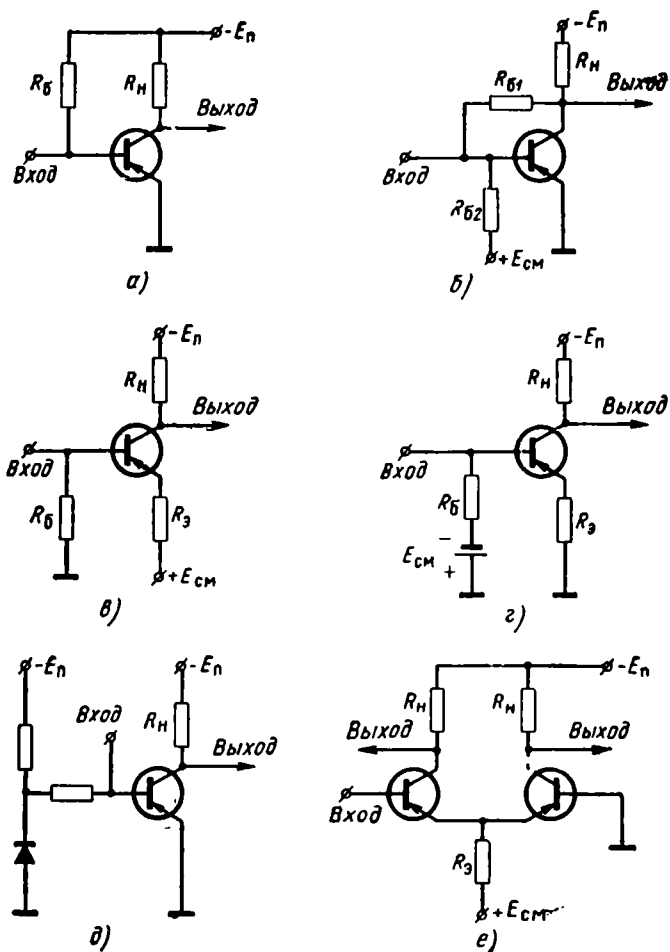 -Eп
Rб
Rн
Выход
Вход
а)
-Eп
Rн
Rб1
Выход
Вход
Rб2
+Eсм
б)
-Eп
Rн
Выход
Вход
Rб
Rэ
+Eсм
в)
-Eп
Rн
Выход
Вход
Rб
-
Eсм
+
Rэ
г)
-Eп
-Eп
Вход
Rн
Выход
д)
-Eп
Rн
Rн
Выход
Выход
Вход
Rэ
+Eсм
е)